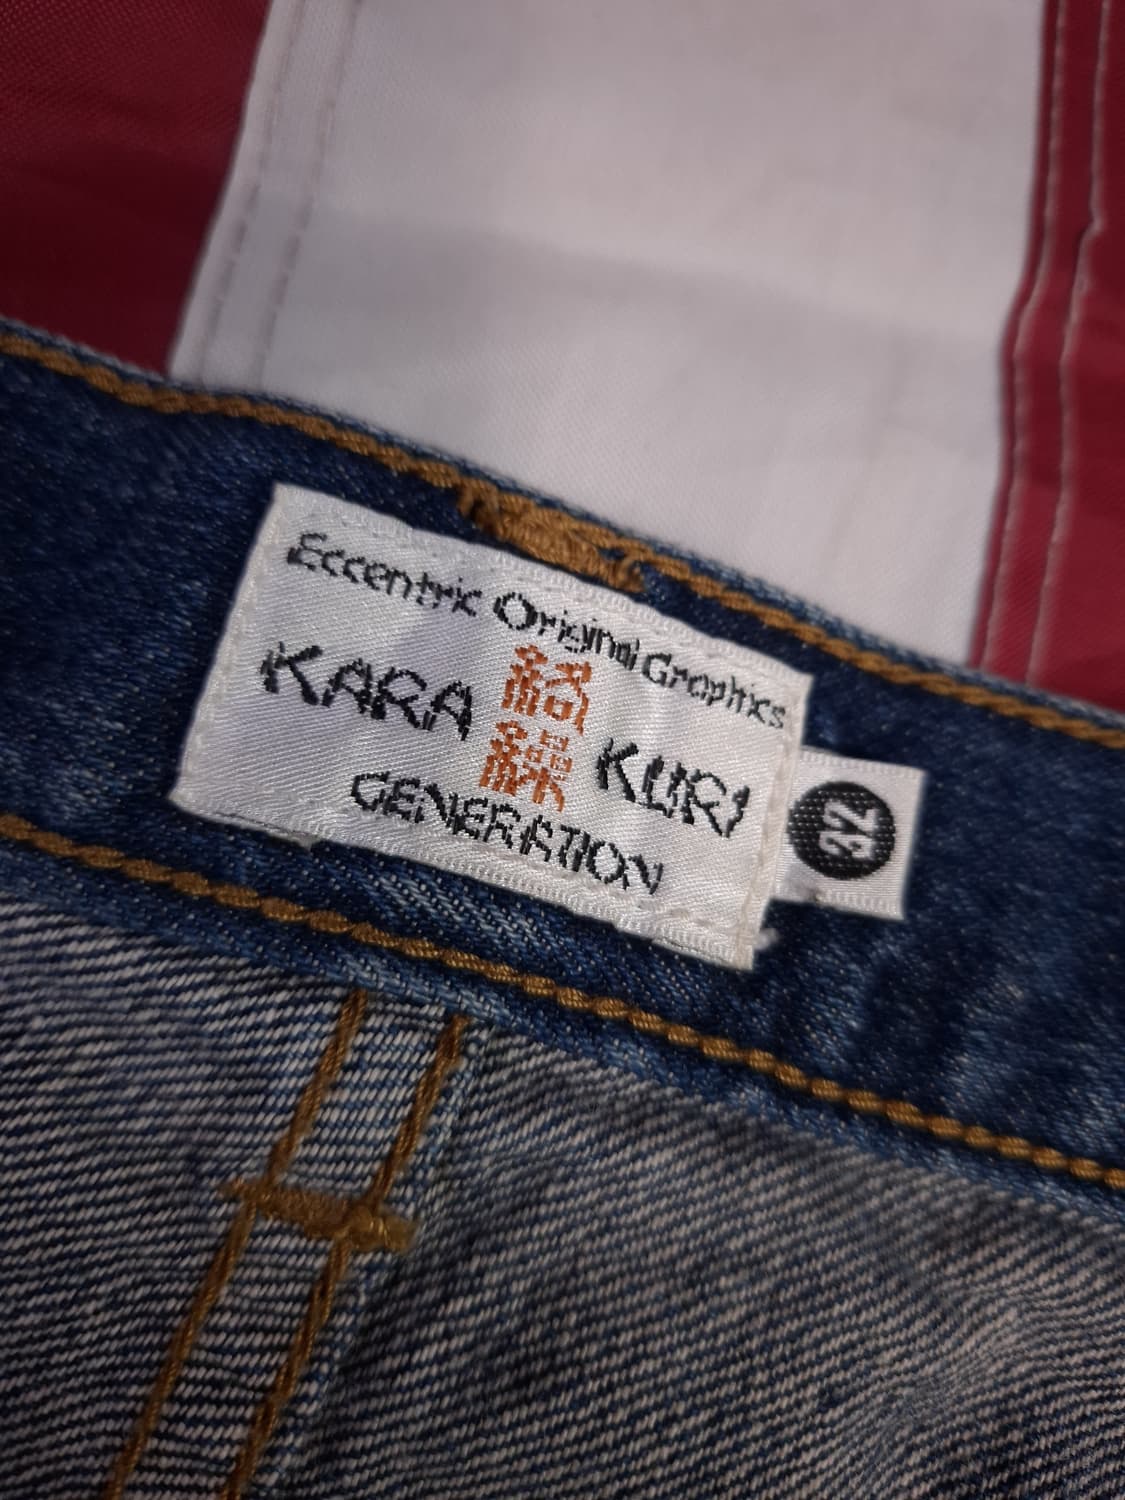 Eccentric Original Graphics
KARA 絡繰 KURI
GENERATION
32